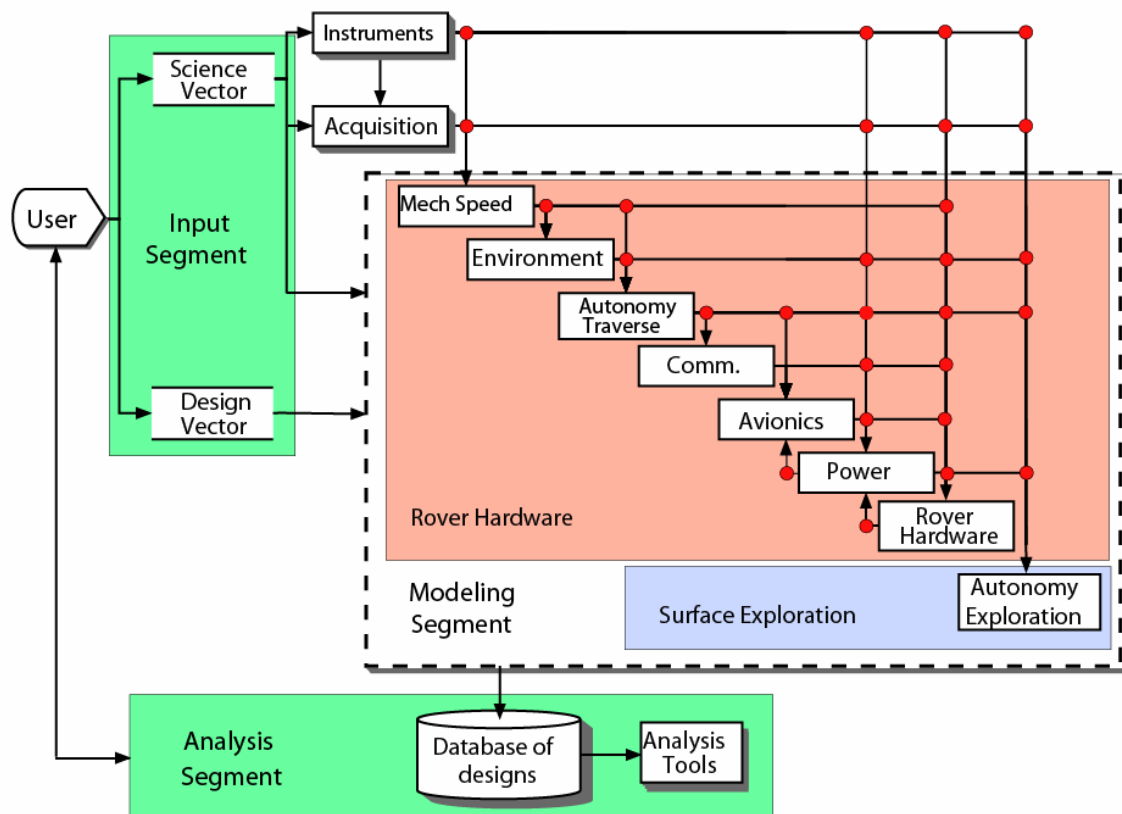 Instruments
Science
Vector
Acquisition
Mech Speed
User
Input
Segment
Environment
Autonomy
Traverse
Comm.
Design
Vector
Avionics
Power
Rover Hardware
Rover
Hardware
Modeling
Segment
Surface Exploration
Autonomy
Exploration
Analysis
Segment
Database of
designs
Analysis
Tools